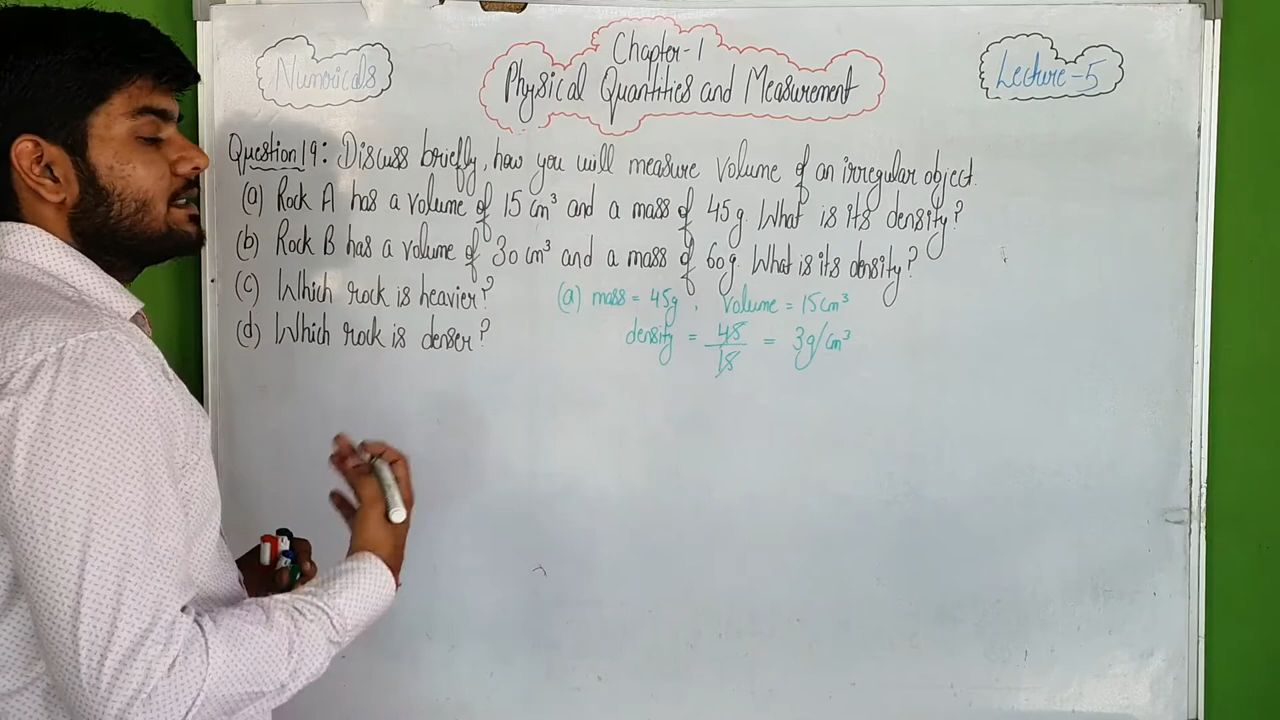 Numericals
Chapter-1
Physical Quantities and Measurement
Lecture-5
Question 19: Discuss briefly, how you will measure volume of an irregular object.
(a) Rock A has a volume of 15 cm³ and a mass of 45g. What is its density?
(b) Rock B has a volume of 30 cm³ and a mass of 60g. What is its density?
(c) Which rock is heavier?
(d) Which rock is denser?
(a) mass = 45g, volume = 15cm³
density = 45/15 = 3g/cm³